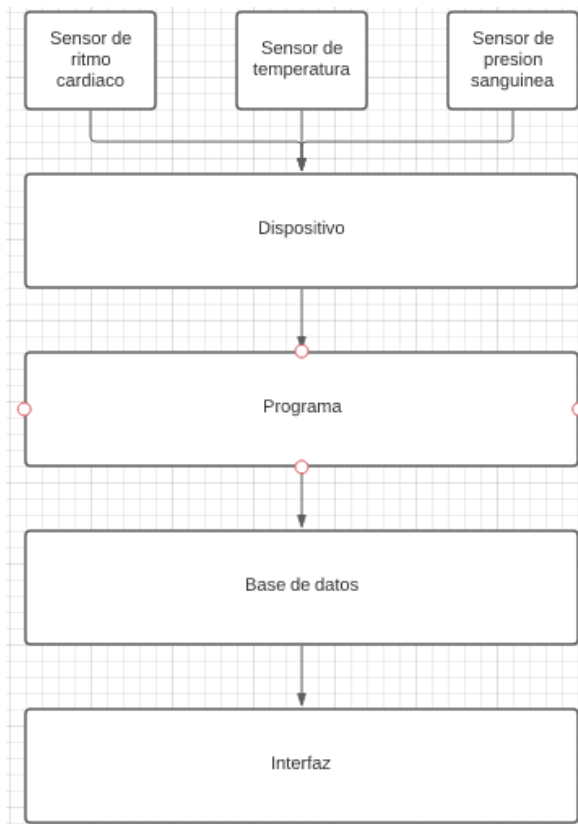 Sensor de
ritmo
cardiaco
Sensor de
temperatura
Sensor de
presion
sanguinea
Dispositivo
Programa
Base de datos
Interfaz